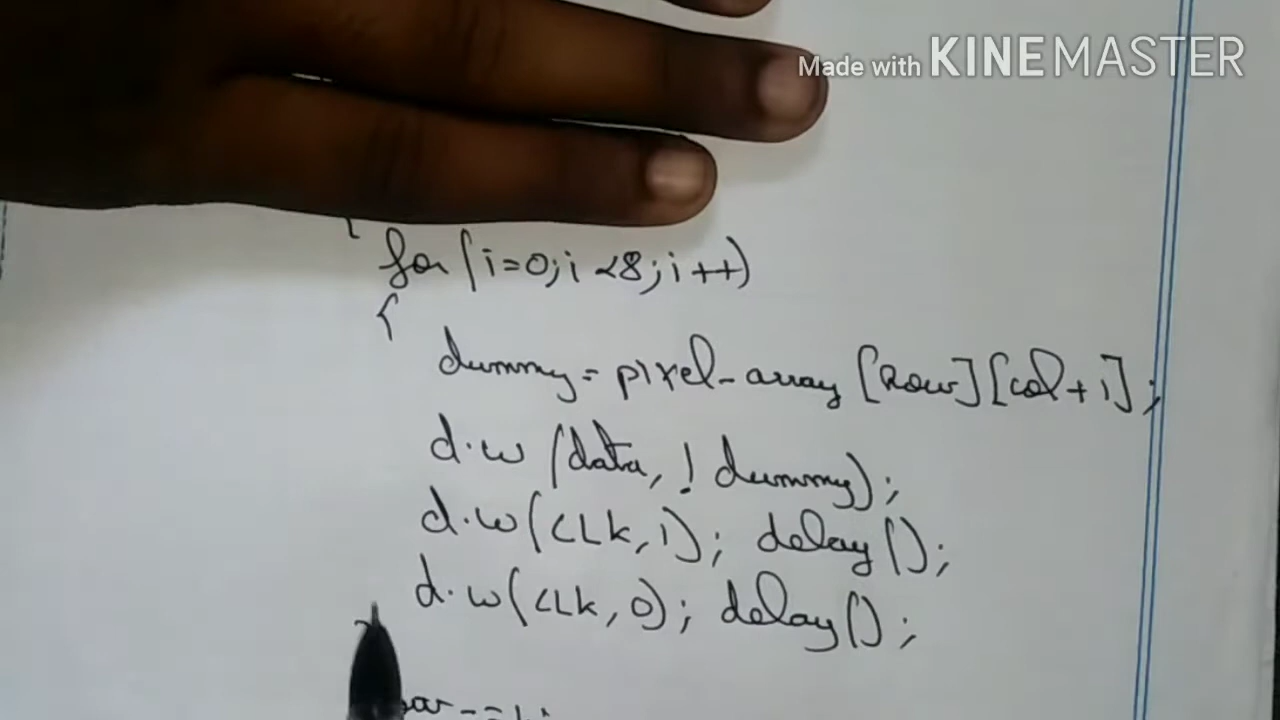 Made with KINEMASTER
for (i=0;i<8;i++)
{
dummy = pixel-array [Row][col+i];
d.w (data, ! dummy);
d.w (CLK, 1); delay ();
d.w (CLK, 0); delay ();